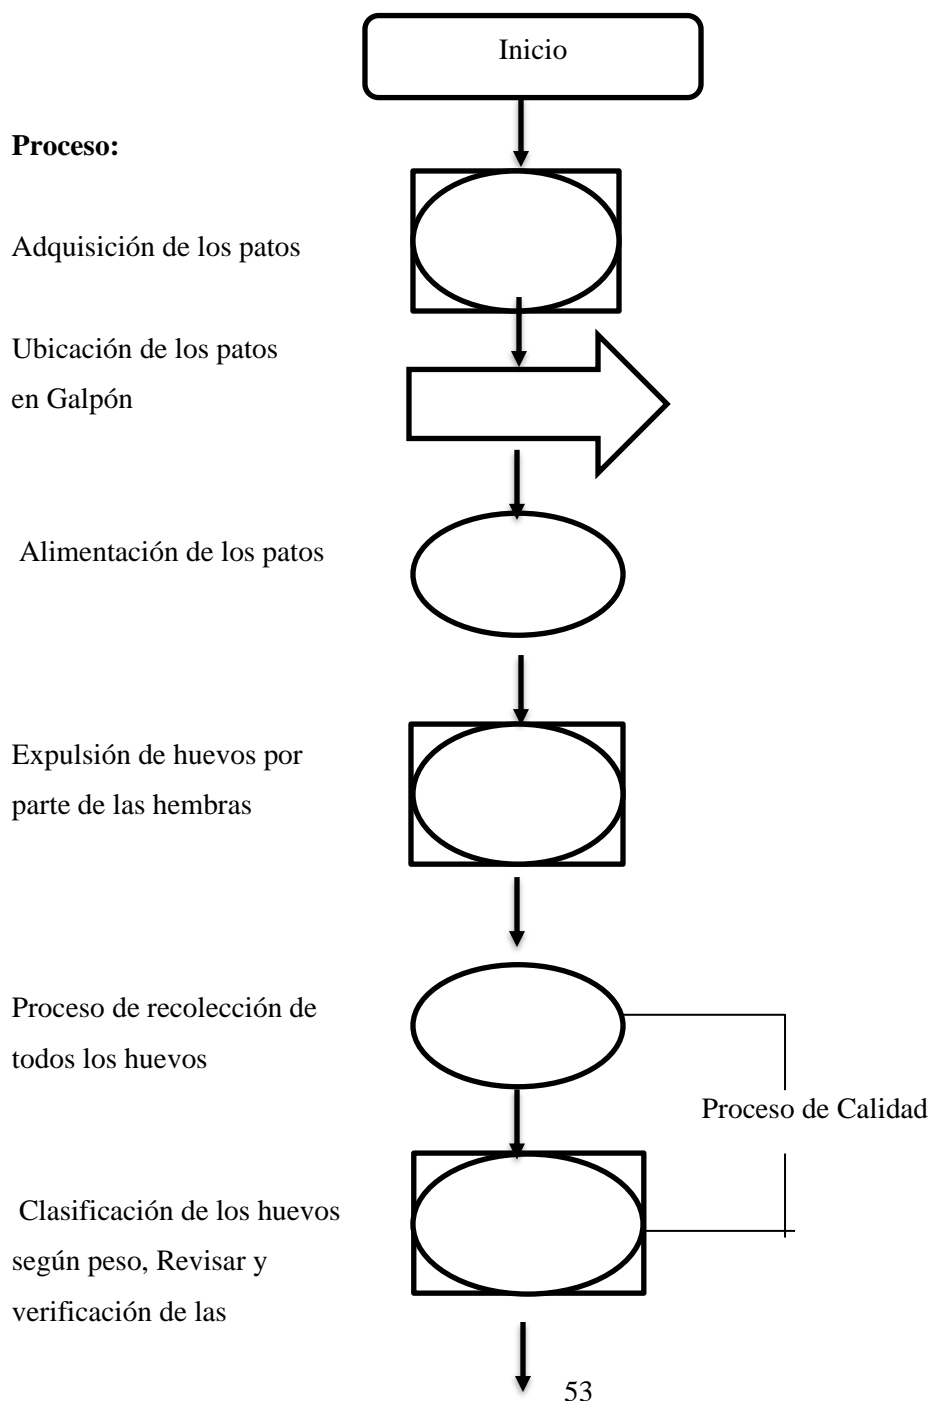 Inicio
Proceso:
Adquisición de los patos
Ubicación de los patos
en Galpón
Alimentación de los patos
Expulsión de huevos por
parte de las hembras
Proceso de recolección de
todos los huevos
Proceso de Calidad
Clasificación de los huevos
según peso, Revisar y
verificación de las
53